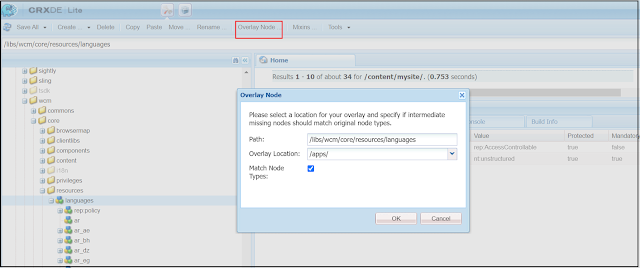 CRXDE | Lite
Save All Create ... Delete Copy Paste Move ... Rename ... Overlay Node ... Mixins ... Tools
/libs/wcm/core/resources/languages
sightly
sling
wcm
commons
core
browsermap
clientlibs
components
content
i18n
privileges
resources
languages
rep:policy
ar
ar_ae
ar_bh
ar_dz
ar_eg
Home
Results 1 - 10 of about 34 for /content/mysite/. (0.753 seconds)
Overlay Node
Please select a location for your overlay and specify if intermediate
missing nodes should match original node types.
Path: /libs/wcm/core/resources/languages
Overlay Location: /apps/
Match Node
Types:
OK Cancel
Console Build Info
Value Protected Mandatory
rep:AccessControllable true false
nt:unstructured true true